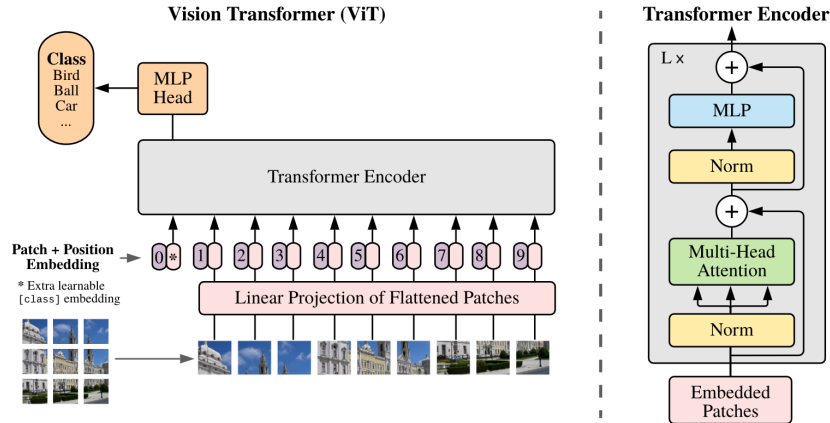 Vision Transformer (ViT)
Class
Bird
Ball
Car
...
MLP
Head
Transformer Encoder
Patch + Position
Embedding
0 * 1 2 3 4 5 6 7 8 9
* Extra learnable
[class] embedding
Linear Projection of Flattened Patches
Transformer Encoder
L ×
+
MLP
Norm
+
Multi-Head
Attention
Norm
Embedded
Patches